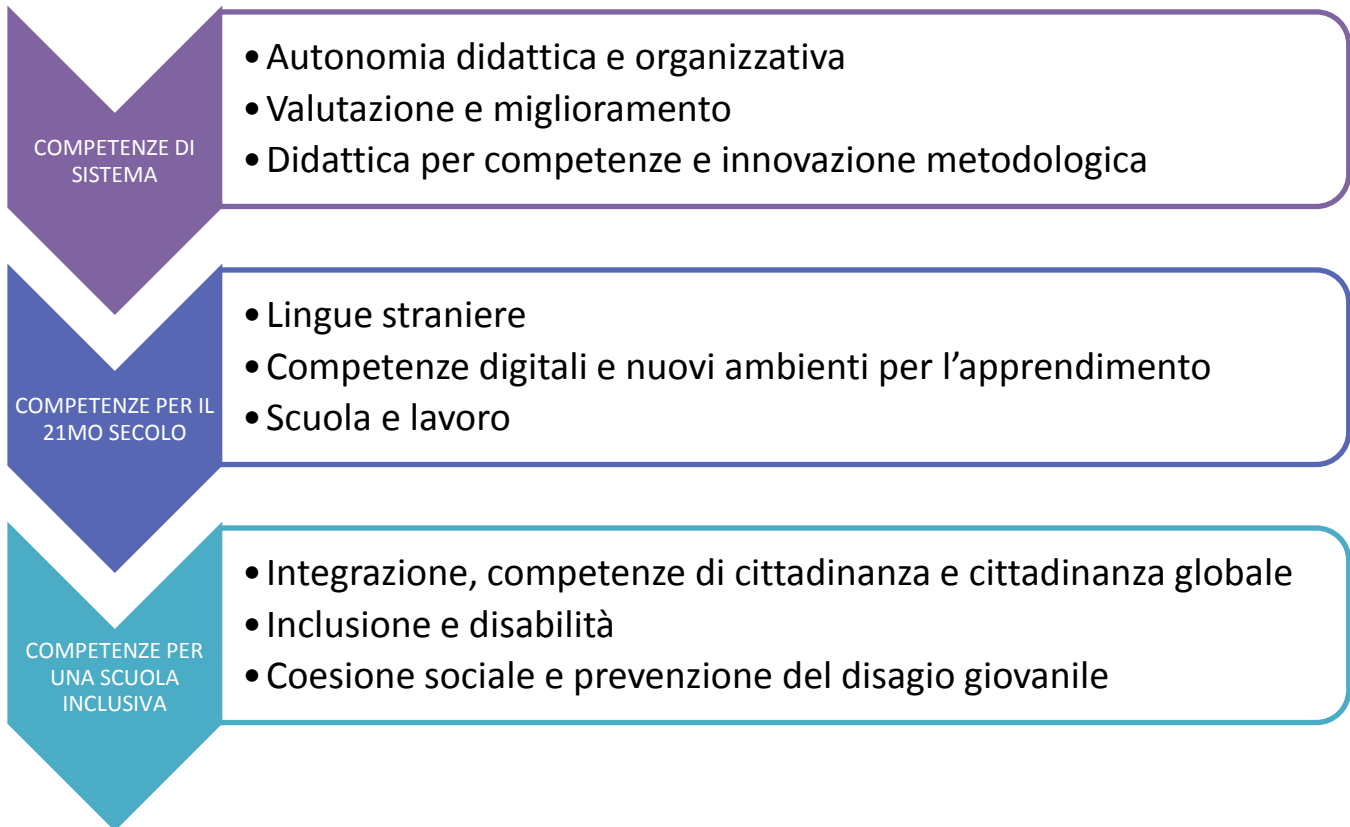 COMPETENZE DI
SISTEMA
• Autonomia didattica e organizzativa
• Valutazione e miglioramento
• Didattica per competenze e innovazione metodologica
COMPETENZE PER IL
21MO SECOLO
• Lingue straniere
• Competenze digitali e nuovi ambienti per l’apprendimento
• Scuola e lavoro
COMPETENZE PER
UNA SCUOLA
INCLUSIVA
• Integrazione, competenze di cittadinanza e cittadinanza globale
• Inclusione e disabilità
• Coesione sociale e prevenzione del disagio giovanile